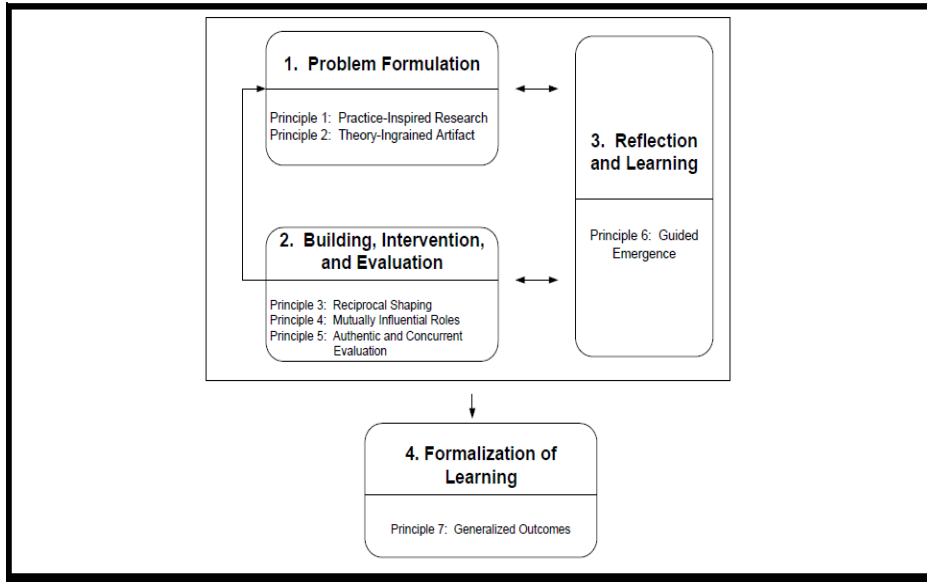 1. Problem Formulation
Principle 1: Practice-Inspired Research
Principle 2: Theory-Ingrained Artifact
2. Building, Intervention,
and Evaluation
Principle 3: Reciprocal Shaping
Principle 4: Mutually Influential Roles
Principle 5: Authentic and Concurrent
Evaluation
3. Reflection
and Learning
Principle 6: Guided
Emergence
4. Formalization of
Learning
Principle 7: Generalized Outcomes